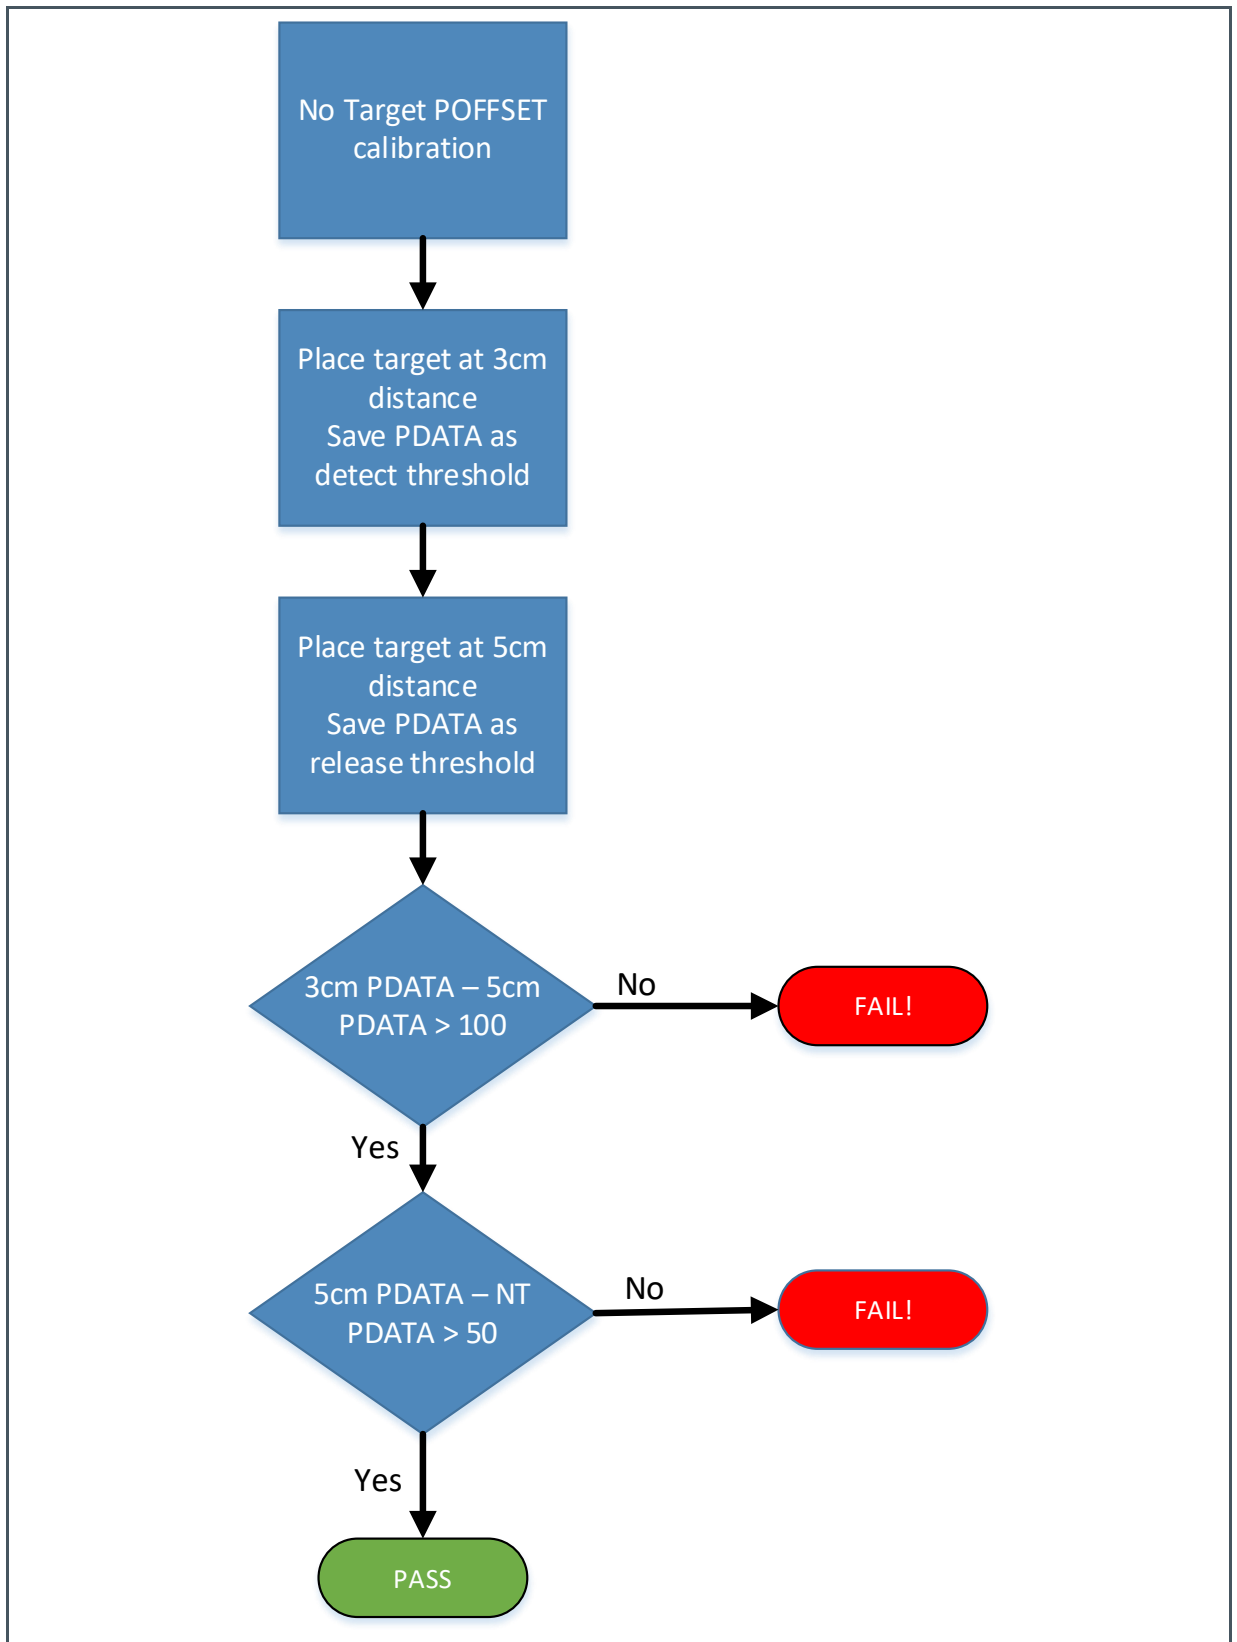 No Target POFFSET
calibration
Place target at 3cm
distance
Save PDATA as
detect threshold
Place target at 5cm
distance
Save PDATA as
release threshold
3cm PDATA – 5cm
PDATA > 100
No
FAIL!
Yes
5cm PDATA – NT
PDATA > 50
No
FAIL!
Yes
PASS